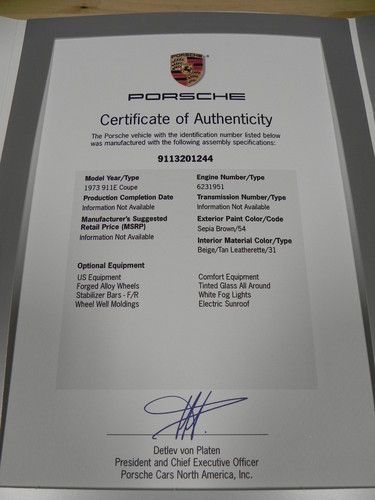 PORSCHE
PORSCHE
Certificate of Authenticity
The Porsche vehicle with the identification number listed below
was manufactured with the following assembly specifications:
9113201244
Model Year/Type
1973 911E Coupe
Production Completion Date
Information Not Available
Manufacturer's Suggested
Retail Price (MSRP)
Information Not Available
Engine Number/Type
6231951
Transmission Number/Type
Information Not Available
Exterior Paint Color/Code
Sepia Brown/54
Interior Material Color/Type
Beige/Tan Leatherette/31
Optional Equipment
US Equipment
Forged Alloy Wheels
Stabilizer Bars - F/R
Wheel Well Moldings
Comfort Equipment
Tinted Glass All Around
White Fog Lights
Electric Sunroof
Detlev von Platen
President and Chief Executive Officer
Porsche Cars North America, Inc.